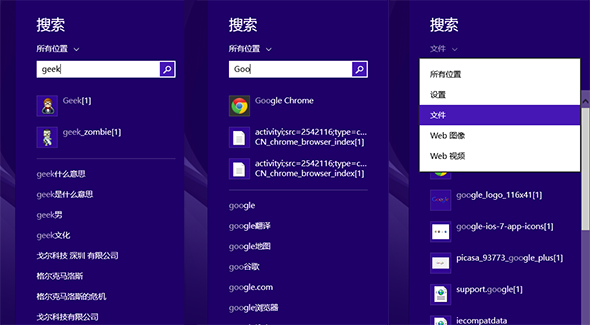 搜索
所有位置
geek
Geek[1]
geek_zombie[1]
geek什么意思
geek是什么意思
geek男
geek文化
戈尔科技 深圳 有限公司
格尔克马洛斯
格尔克马洛斯的危机
戈尔科技有限公司
搜索
所有位置
Goo
Google Chrome
activityi;src=2542116;type=c...
CN_chrome_browser_index[1]
activityi;src=2542116;type=c...
CN_chrome_browser_index[1]
google
google翻译
google地图
goo谷歌
google.com
google浏览器
搜索
文件
所有位置
设置
文件
Web 图像
Web 视频
google_logo_116x41[1]
google-ios-7-app-icons[1]
picasa_93773_google_plus[1]
support.google[1]
iecompatdata